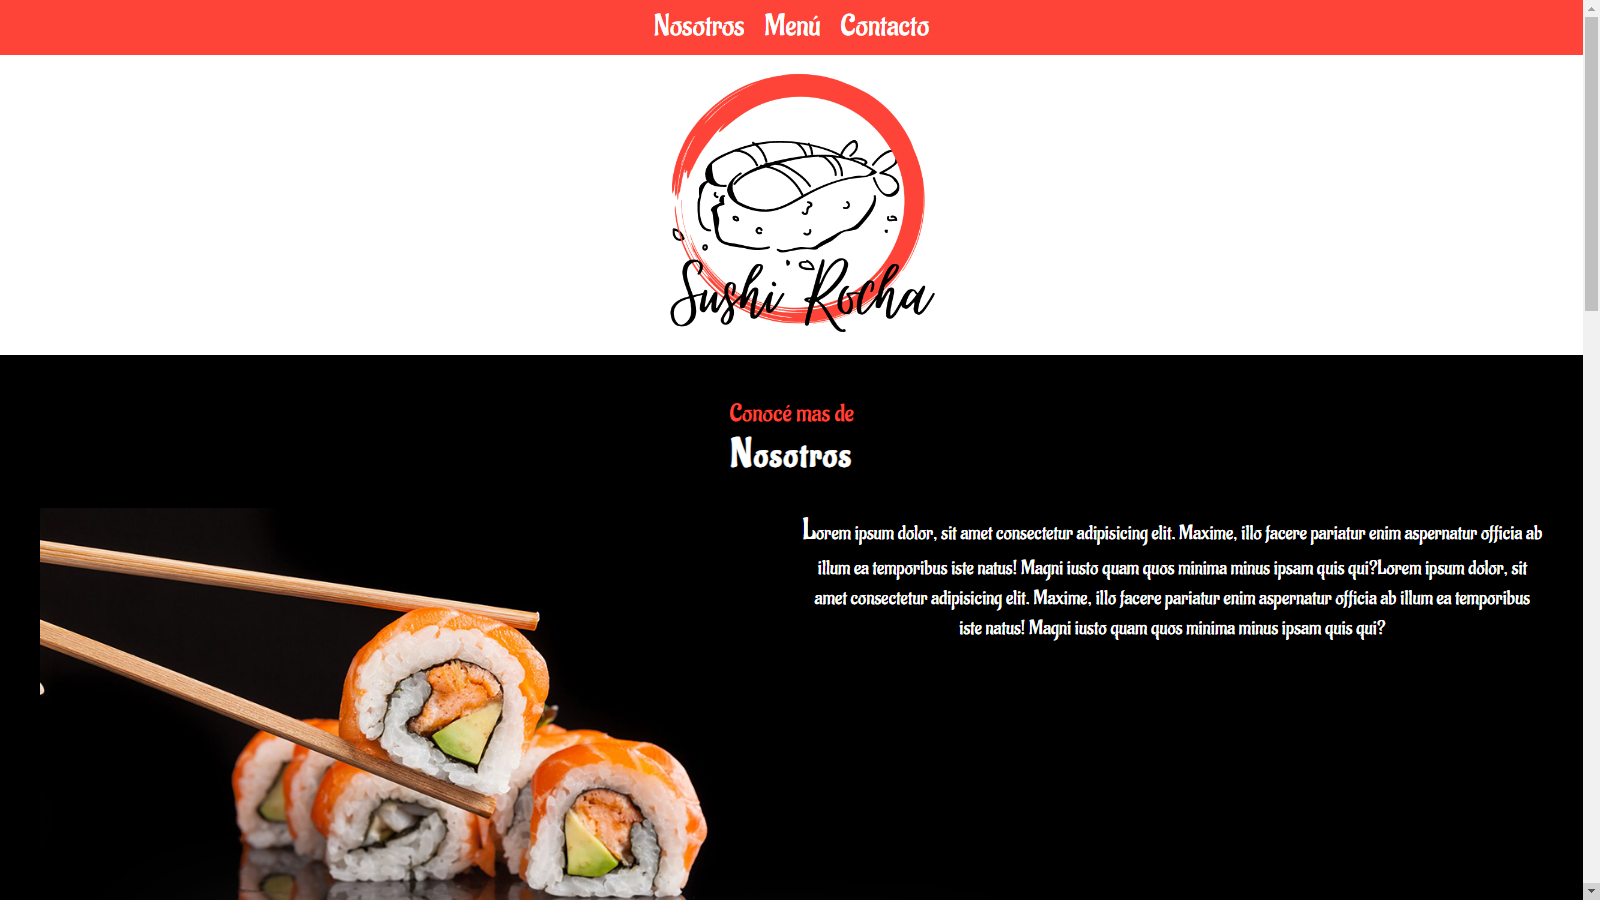 Nosotros Menú Contacto
Sushi Rocha
Conocé mas de
Nosotros
Lorem ipsum dolor, sit amet consectetur adipisicing elit. Maxime, illo facere pariatur enim aspernatur officia ab
illum ea temporibus iste natus! Magni iusto quam quos minima minus ipsam quis qui?Lorem ipsum dolor, sit
amet consectetur adipisicing elit. Maxime, illo facere pariatur enim aspernatur officia ab illum ea temporibus
iste natus! Magni iusto quam quos minima minus ipsam quis qui?